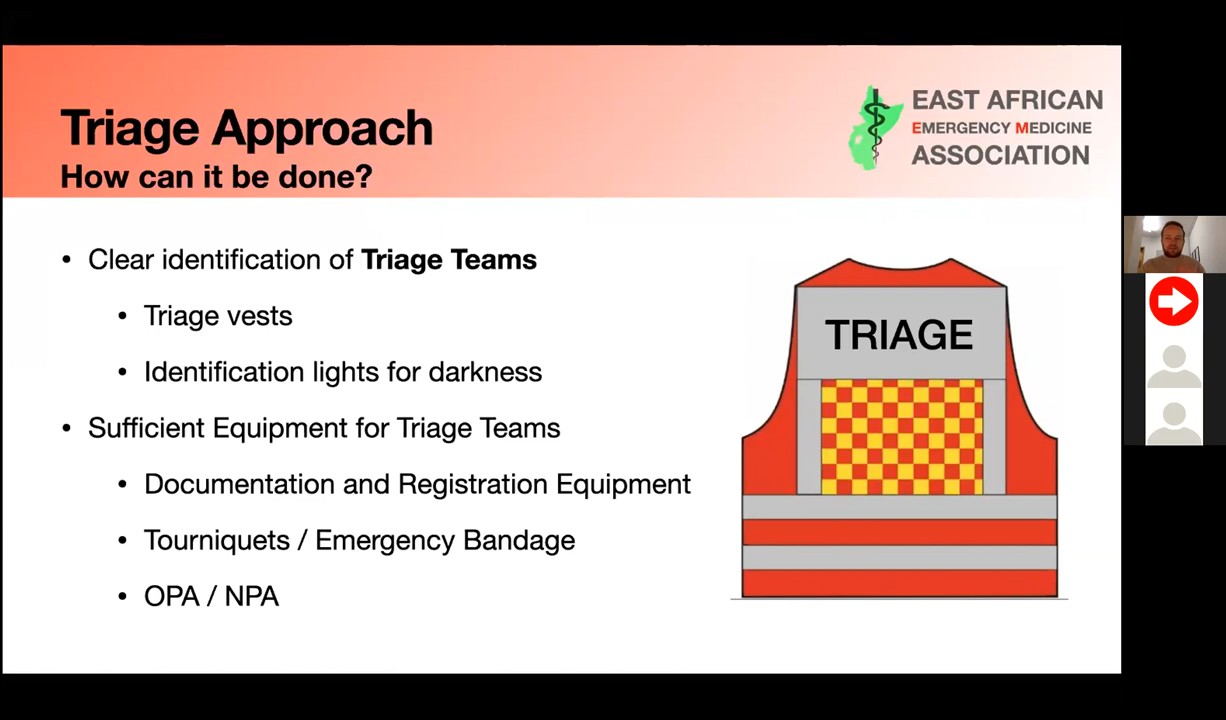 Triage Approach
How can it be done?
EAST AFRICAN
EMERGENCY MEDICINE
ASSOCIATION
• Clear identification of Triage Teams
• Triage vests
• Identification lights for darkness
• Sufficient Equipment for Triage Teams
• Documentation and Registration Equipment
• Tourniquets / Emergency Bandage
• OPA / NPA
TRIAGE